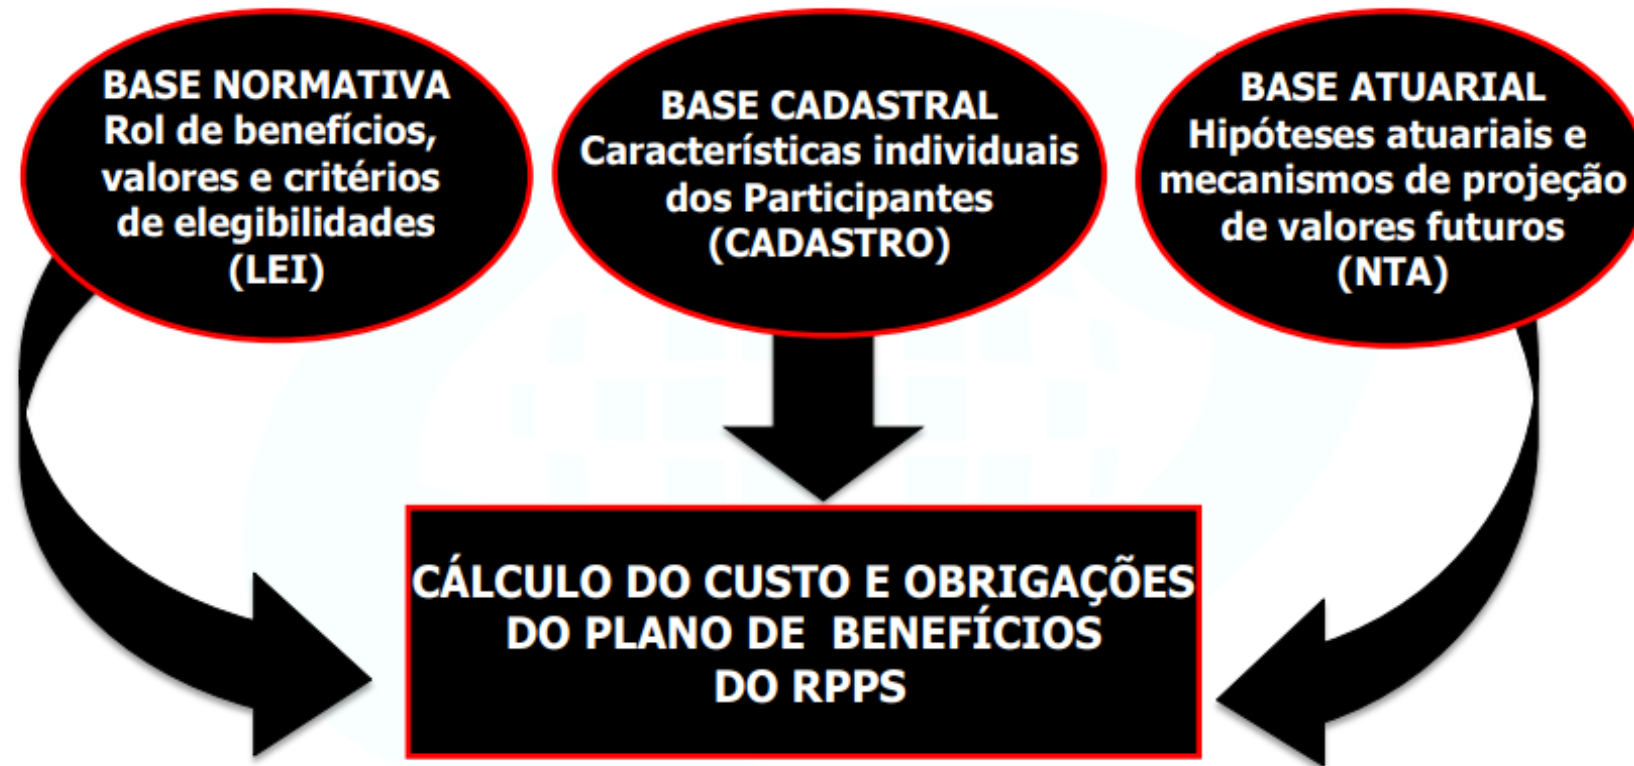 BASE NORMATIVA
Rol de benefícios,
valores e critérios
de elegibilidades
(LEI)
BASE CADASTRAL
Características individuais
dos Participantes
(CADASTRO)
BASE ATUARIAL
Hipóteses atuariais e
mecanismos de projeção
de valores futuros
(NTA)
CÁLCULO DO CUSTO E OBRIGAÇÕES
DO PLANO DE BENEFÍCIOS
DO RPPS